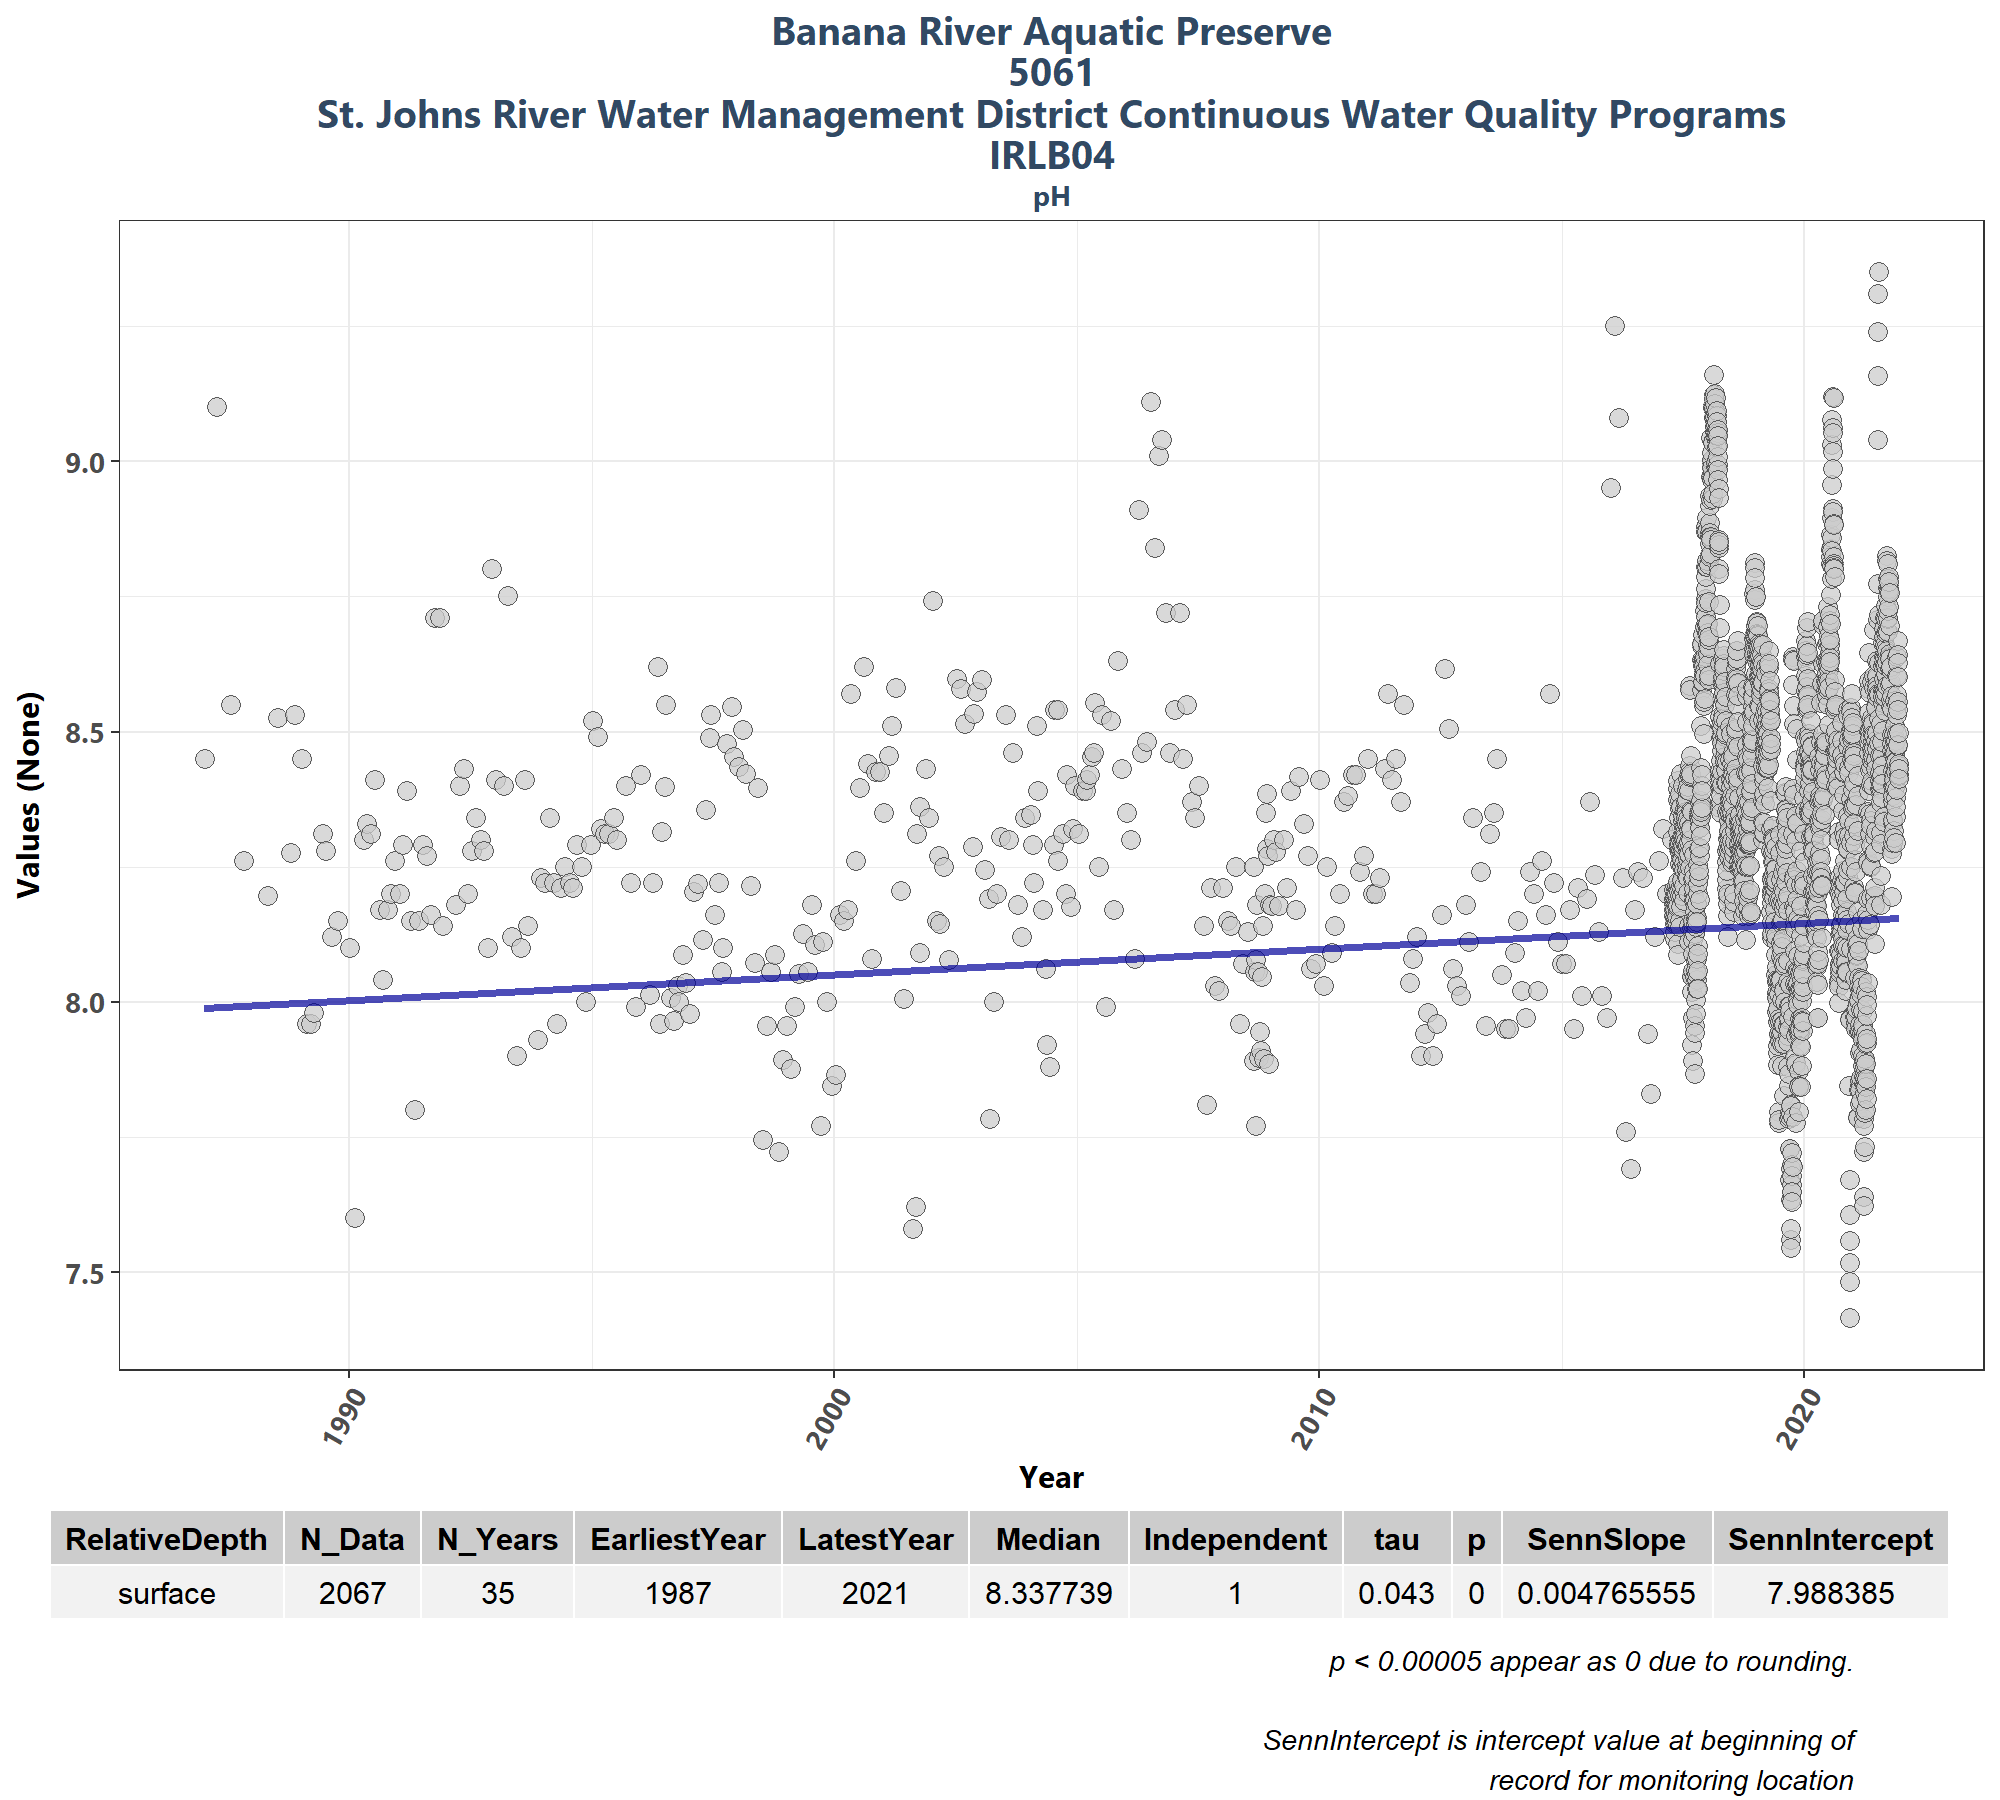 Banana River Aquatic Preserve
5061
St. Johns River Water Management District Continuous Water Quality Programs
IRLB04
pH
Values (None)
9.0
8.5
8.0
7.5
1990
2000
2010
2020
Year
RelativeDepth N_Data N_Years EarliestYear LatestYear Median Independent tau p SennSlope SennIntercept
surface 2067 35 1987 2021 8.337739 1 0.043 0 0.004765555 7.988385
p < 0.00005 appear as 0 due to rounding.
SennIntercept is intercept value at beginning of
record for monitoring location